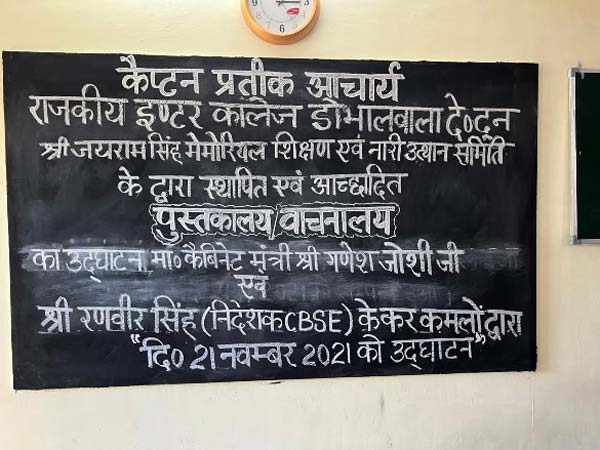 कैप्टन प्रतीक आचार्य
राजकीय इण्टर कॉलेज डोभालवाला दे०दून
श्री जयराम सिंह मेमोरियल शिक्षण एवं नारी उत्थान समिति
के द्वारा स्थापित एवं आच्छादित
पुस्तकालय/वाचनालय
का उद्घाटन मा० कैबिनेट मंत्री श्री गणेश जोशी जी
एवं
श्री रणवीर सिंह (निदेशक CBSE) के कर कमलों द्वारा
"दि० 21 नवम्बर 2021 को उद्घाटन"